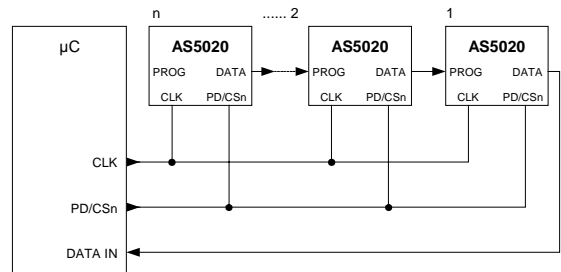 n ...... 2 1
µC AS5020 AS5020 AS5020
PROG DATA PROG DATA PROG DATA
CLK PD/CSn CLK PD/CSn CLK PD/CSn
CLK
PD/CSn
DATA IN